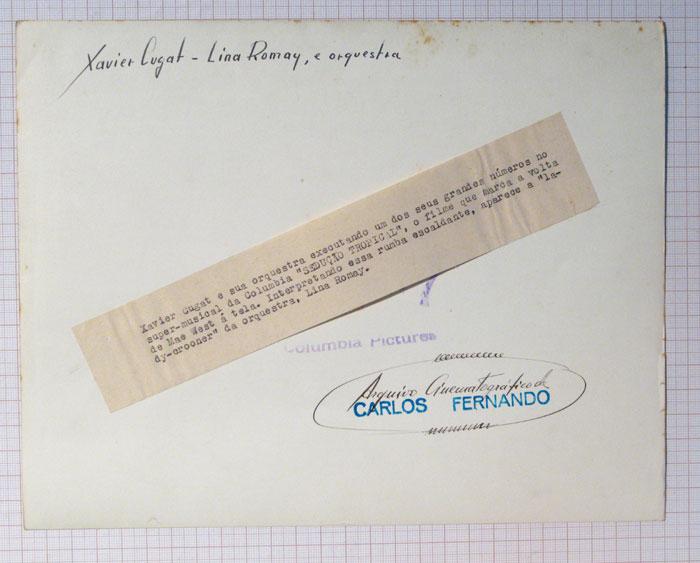 Xavier Cugat - Lina Romay, e orquestra
Xavier Cugat e sua orquestra executando um dos seus grandes números no
super-musical da Columbia "SEDUÇÃO TROPICAL", o filme que marca a volta
de Mae West à tela. Interpretando essa rumba escaldante, aparece a "la-
dy-crooner" da orquestra, Lina Romay.
Columbia Pictures
Arquivo Cinematográfico de
CARLOS FERNANDO